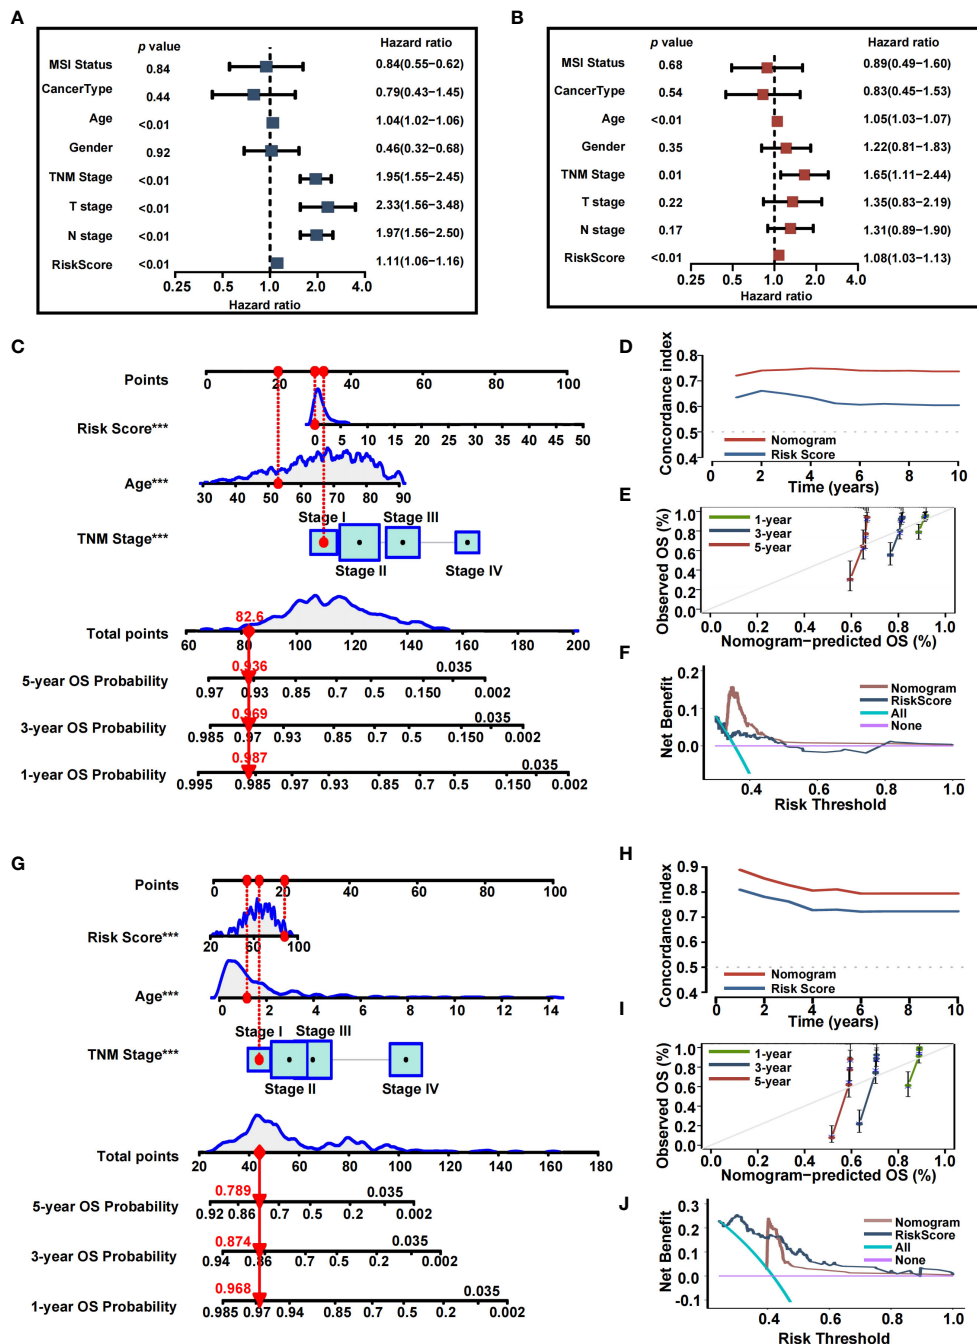 A
p value
Hazard ratio
MSI Status 0.84 0.84(0.55−0.62)
CancerType 0.44 0.79(0.43−1.45)
Age <0.01 1.04(1.02−1.06)
Gender 0.92 0.46(0.32−0.68)
TNM Stage <0.01 1.95(1.55−2.45)
T stage <0.01 2.33(1.56−3.48)
N stage <0.01 1.97(1.56−2.50)
RiskScore <0.01 1.11(1.06−1.16)
0.25 0.5 1.0 2.0 4.0
Hazard ratio
B
p value
Hazard ratio
MSI Status 0.68 0.89(0.49−1.60)
CancerType 0.54 0.83(0.45−1.53)
Age <0.01 1.05(1.03−1.07)
Gender 0.35 1.22(0.81−1.83)
TNM Stage 0.01 1.65(1.11−2.44)
T stage 0.22 1.35(0.83−2.19)
N stage 0.17 1.31(0.89−1.90)
RiskScore <0.01 1.08(1.03−1.13)
0.25 0.5 1.0 2.0 4.0
Hazard ratio
C
Points
0 20 40 60 80 100
Risk Score***
0 5 10 15 20 25 30 35 40 45 50
Age***
30 40 50 60 70 80 90
Stage I Stage III
TNM Stage***
Stage II Stage IV
82.6
Total points
60 80 100 120 140 160 180 200
0.936 0.035
5−year OS Probability
0.97 0.93 0.85 0.7 0.5 0.150 0.002
0.969 0.035
3−year OS Probability
0.985 0.97 0.93 0.85 0.7 0.5 0.150 0.002
0.987 0.035
1−year OS Probability
0.995 0.985 0.97 0.93 0.85 0.7 0.5 0.150 0.002
D
Concordance index
0.8
0.7
0.6
0.5
0.4
Nomogram
Risk Score
0 2 4 6 8 10
Time (years)
E
Observed OS (%)
1.0
0.8
0.6
0.4
0.2
0.0
1−year
3−year
5−year
0.0 0.2 0.4 0.6 0.8 1.0
Nomogram−predicted OS (%)
F
Net Benefit
0.1
0.0
Nomogram
RiskScore
All
None
0.4 0.6 0.8 1.0
Risk Threshold
G
Points
0 20 40 60 80 100
Risk Score***
20 60 100
Age***
0 2 4 6 8 10 12 14
Stage I Stage III
TNM Stage***
Stage II Stage IV
Total points
20 40 60 80 100 120 140 160 180
0.789 0.035
5−year OS Probability
0.92 0.86 0.7 0.5 0.2 0.002
0.874 0.035
3−year OS Probability
0.94 0.86 0.7 0.5 0.2 0.002
0.968 0.035
1−year OS Probability
0.985 0.97 0.94 0.85 0.7 0.5 0.2 0.002
H
Concordance index
0.9
0.8
0.7
0.6
0.5
0.4
Nomogram
Risk Score
0 2 4 6 8 10
Time (years)
I
Observed OS (%)
1.0
0.8
0.6
0.4
0.2
0.0
1−year
3−year
5−year
0.0 0.2 0.4 0.6 0.8 1.0
Nomogram−predicted OS (%)
J
Net Benefit
0.3
0.2
0.1
0.0
-0.1
Nomogram
RiskScore
All
None
0.4 0.6 0.8 1.0
Risk Threshold